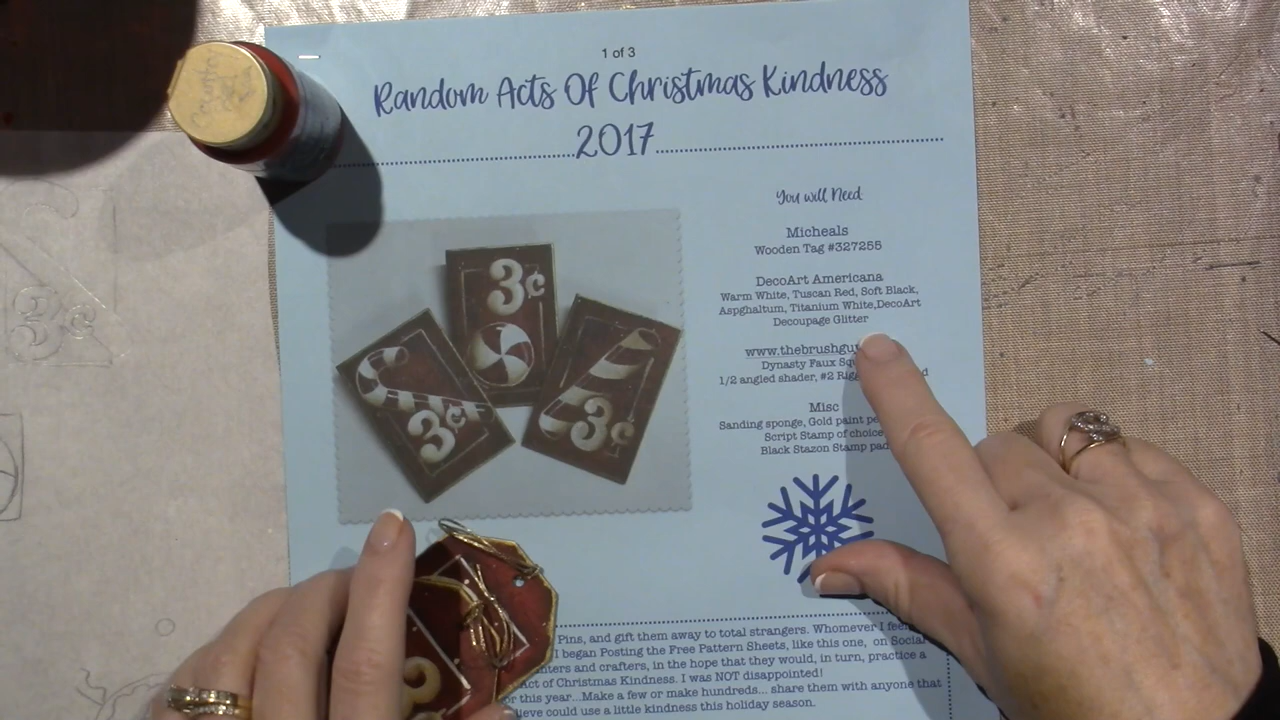 1 of 3
Random Acts Of Christmas Kindness
2017
You will Need
Micheals
Wooden Tag #327255
DecoArt Americana
Warm White, Tuscan Red, Soft Black,
Aspghaltum, Titanium White,DecoArt
Decoupage Glitter
www.thebrushgu
Dynasty Faux Squ
1/2 angled shader, #2 Rig
Misc
Sanding sponge, Gold paint pe
Script Stamp of choice
Black Stazon Stamp pad
3¢
3¢
3¢
Country
Red
Pins, and gift them away to total strangers. Whomever I fee
I began Posting the Free Pattern Sheets, like this one, on Social
nters and crafters, in the hope that they would, in turn, practice a
Act of Christmas Kindness. I was NOT disappointed!
or this year...Make a few or make hundreds... share them with anyone that
lieve could use a little kindness this holiday season.